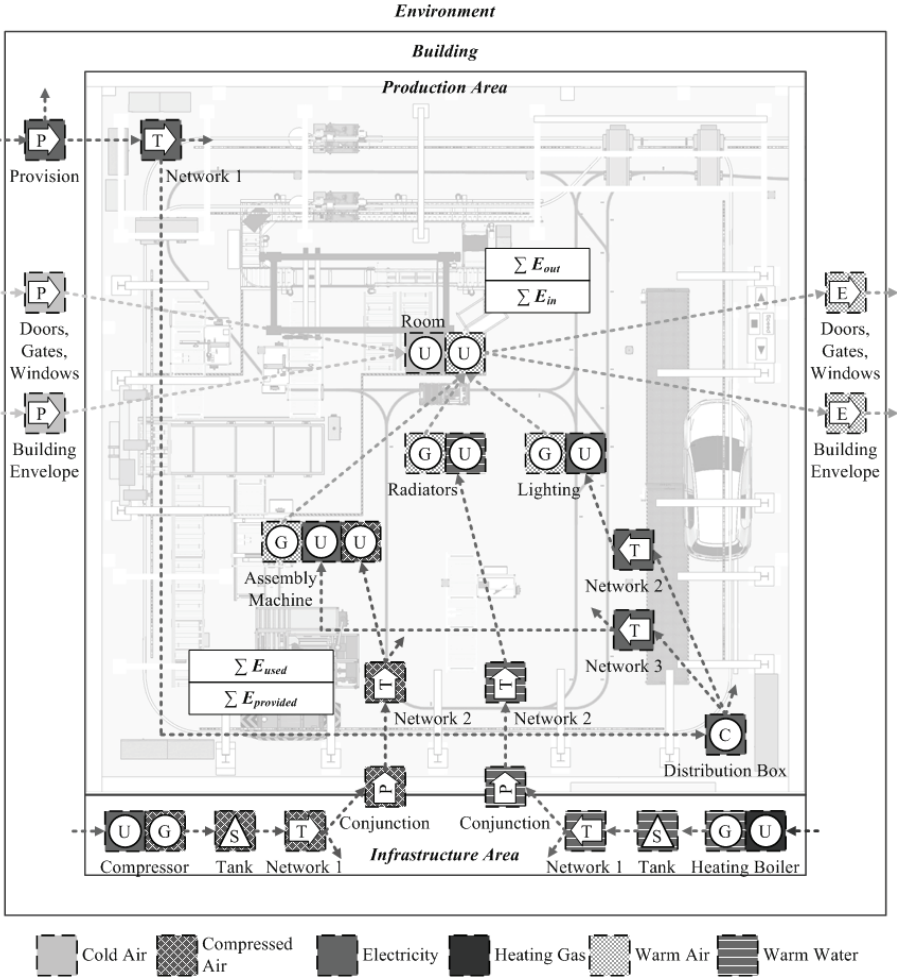 Environment
Building
Production Area
P
T
Provision
Network 1
∑ E_out
∑ E_in
P
E
Doors,
Gates,
Windows
Doors,
Gates,
Windows
Room
U U
P
E
Building
Envelope
Building
Envelope
G U
Radiators
G U
Lighting
G U U
Assembly
Machine
T
Network 2
T
Network 3
∑ E_used
∑ E_provided
T
Network 2
T
Network 2
C
Distribution Box
P
Conjunction
P
Conjunction
U G
Compressor
S
Tank
T
Network 1
Infrastructure Area
T
Network 1
S
Tank
G U
Heating Boiler
Cold Air
Compressed
Air
Electricity
Heating Gas
Warm Air
Warm Water